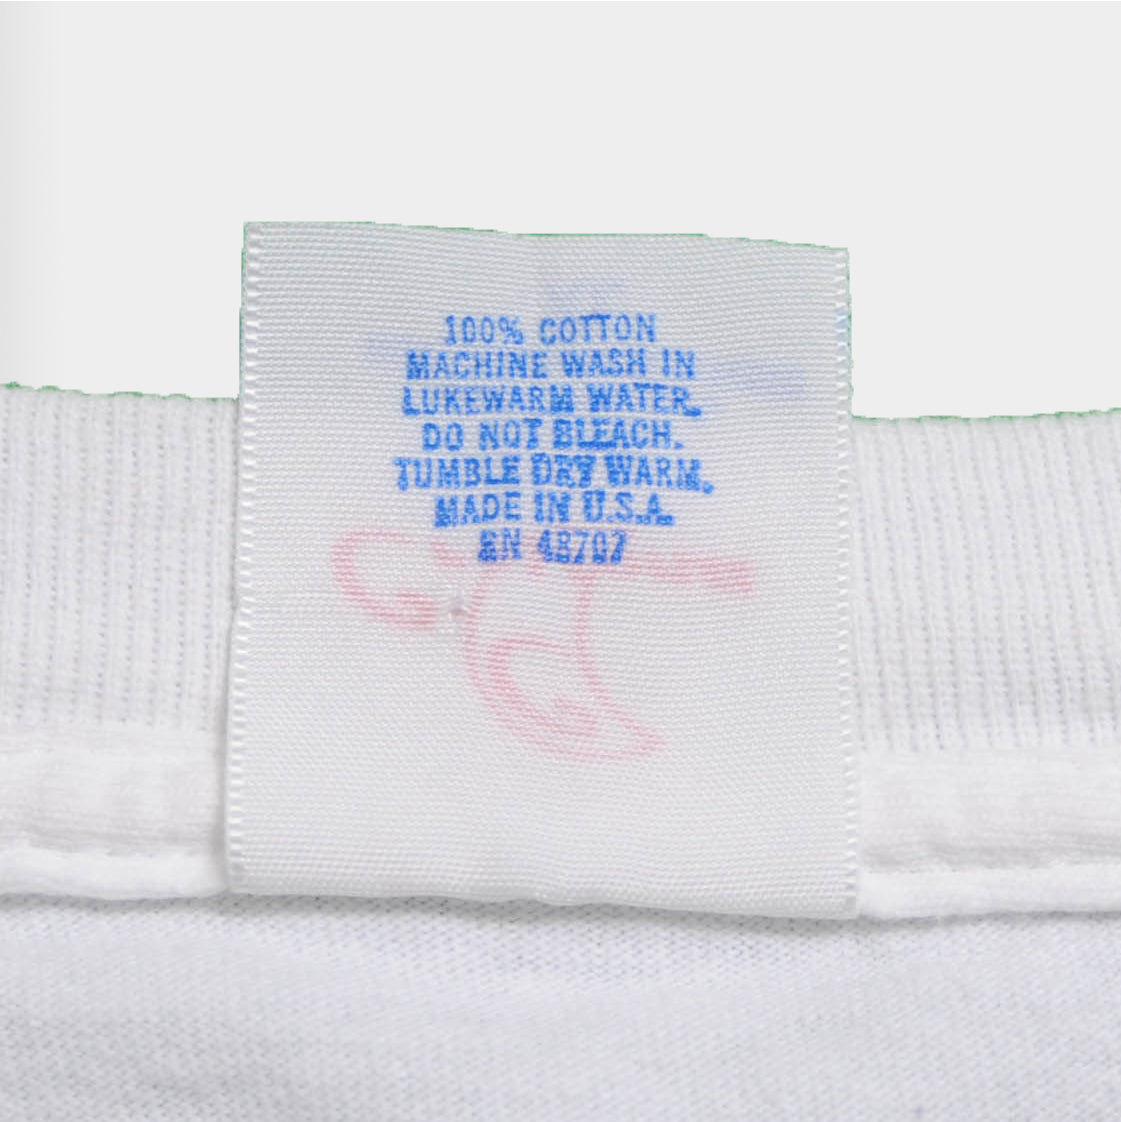 100% COTTON
MACHINE WASH IN
LUKEWARM WATER.
DO NOT BLEACH.
TUMBLE DRY WARM.
MADE IN U.S.A.
RN 48707